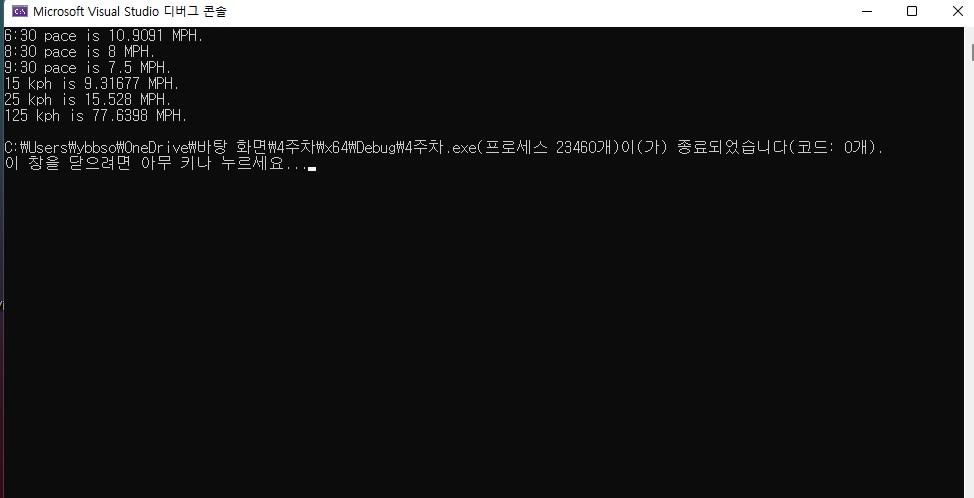 Microsoft Visual Studio 디버그 콘솔
6:30 pace is 10.9091 MPH.
8:30 pace is 8 MPH.
9:30 pace is 7.5 MPH.
15 kph is 9.31677 MPH.
25 kph is 15.528 MPH.
125 kph is 77.6398 MPH.
C:₩Users₩ybbso₩OneDrive₩바탕 화면₩4주차₩x64₩Debug₩4주차.exe(프로세스 23460개)이(가) 종료되었습니다(코드: 0개).
이 창을 닫으려면 아무 키나 누르세요...